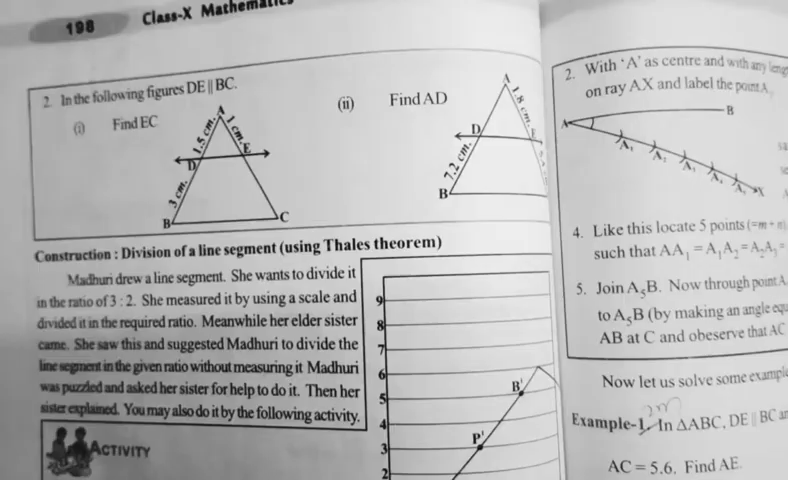 198
Class-X Mathematics
2. In the following figures DE || BC.
(i) Find EC
A
1.5 cm.
1 cm.
D
E
3 cm.
B
C
(ii) Find AD
A
1.8 cm.
D
E
7.2 cm.
B
Construction : Division of a line segment (using Thales theorem)
Madhuri drew a line segment. She wants to divide it
in the ratio of 3 : 2. She measured it by using a scale and
divided it in the required ratio. Meanwhile her elder sister
came. She saw this and suggested Madhuri to divide the
line segment in the given ratio without measuring it Madhuri
was puzzled and asked her sister for help to do it. Then her
sister explained. You may also do it by the following activity.
ACTIVITY
9
8
7
6
5
4
3
2
B'
P'
2. With 'A' as centre and with any
on ray AX and label the point A
A
B
A₁
A₂
A₃
A₄
A₅
X
4. Like this locate 5 points (=m + n)
such that AA₁ = A₁A₂ = A₂A₃ =
5. Join A₅B. Now through point A
to A₅B (by making an angle
AB at C and obeserve that AC
Now let us solve some
Example-1. In ΔABC, DE || BC
AC = 5.6. Find AE.